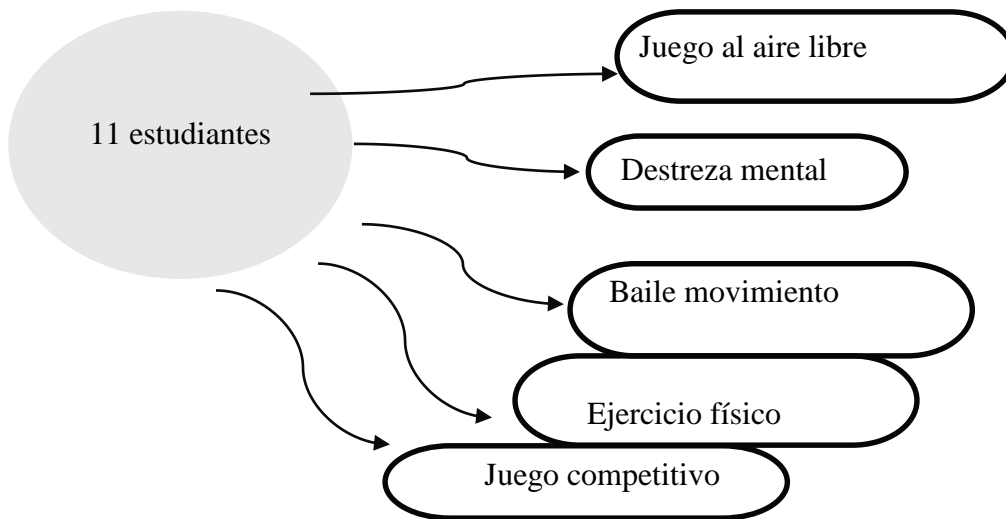 Juego al aire libre
11 estudiantes
Destreza mental
Baile movimiento
Ejercicio físico
Juego competitivo